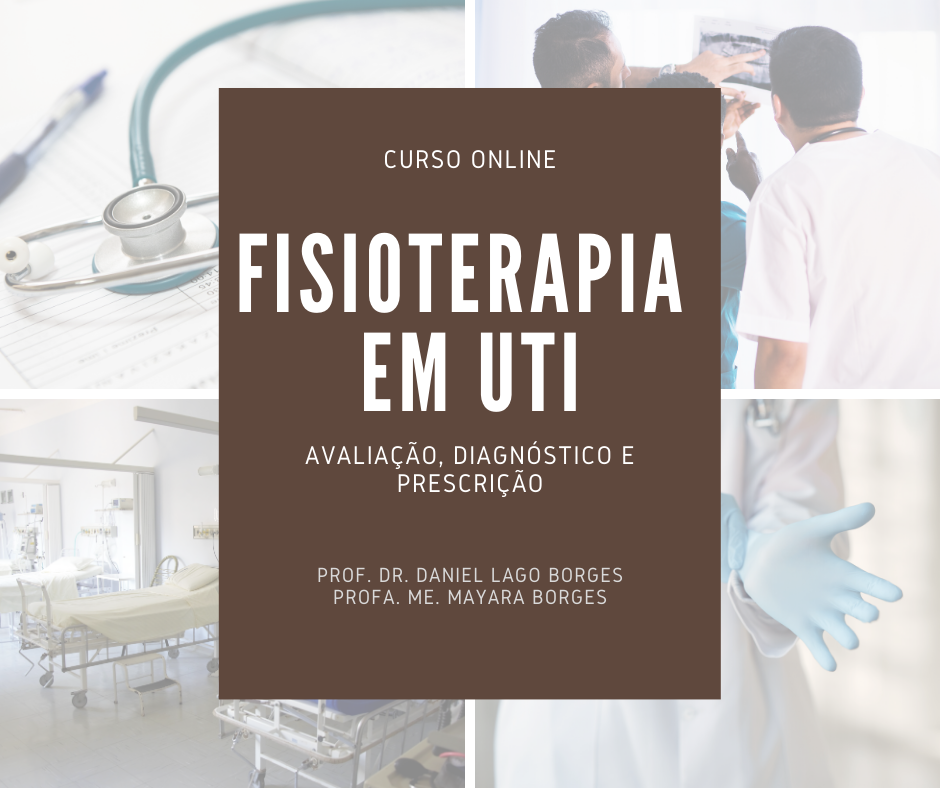 CURSO ONLINE
FISIOTERAPIA
EM UTI
AVALIAÇÃO, DIAGNÓSTICO E
PRESCRIÇÃO
PROF. DR. DANIEL LAGO BORGES
PROFA. ME. MAYARA BORGES